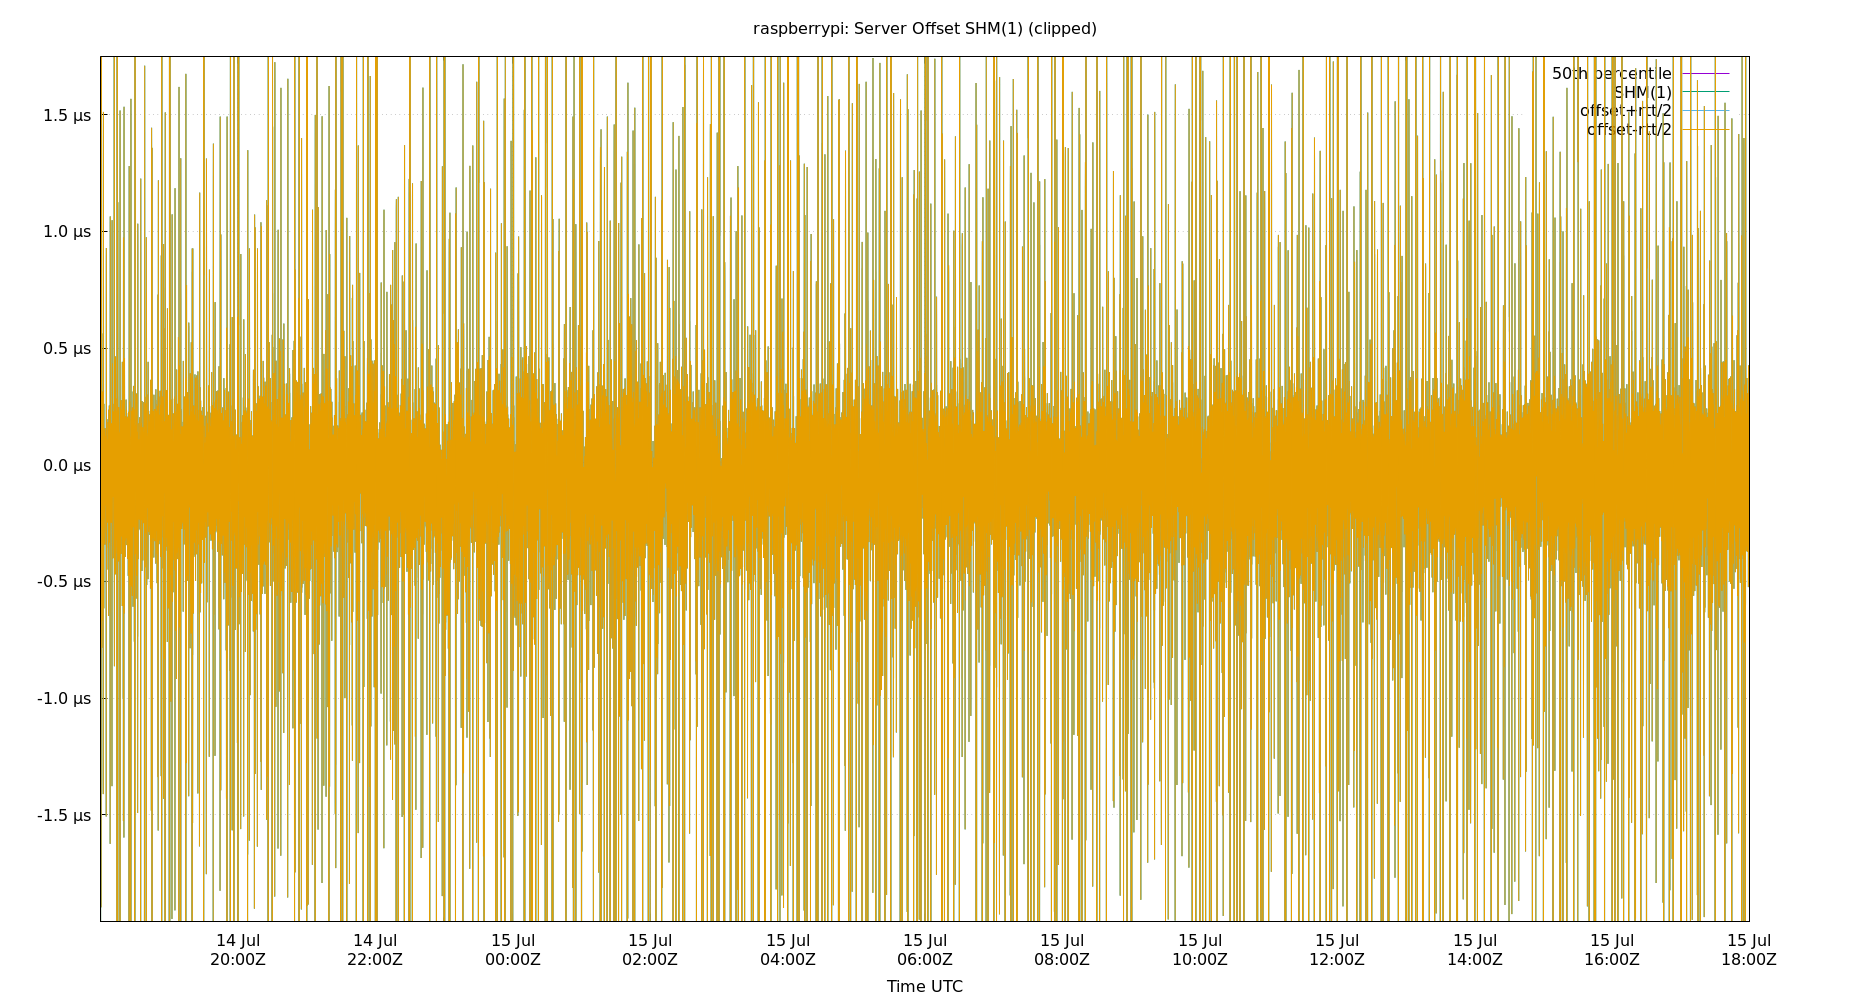 raspberrypi: Server Offset SHM(1) (clipped)
50th percentile
SHM(1)
offset+rtt/2
offset-rtt/2
1.5 µs
1.0 µs
0.5 µs
0.0 µs
-0.5 µs
-1.0 µs
-1.5 µs
14 Jul 14 Jul 15 Jul 15 Jul 15 Jul 15 Jul 15 Jul 15 Jul 15 Jul 15 Jul 15 Jul 15 Jul
20:00Z 22:00Z 00:00Z 02:00Z 04:00Z 06:00Z 08:00Z 10:00Z 12:00Z 14:00Z 16:00Z 18:00Z
Time UTC